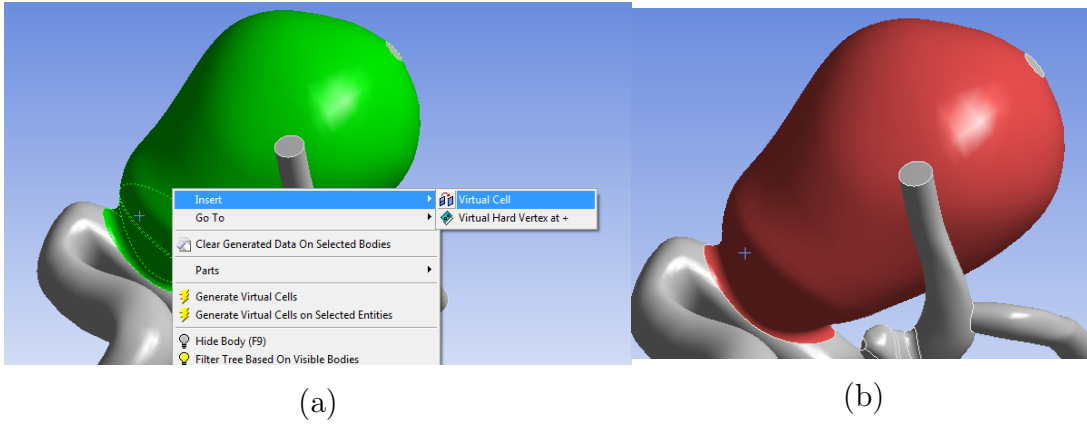 Insert
Virtual Cell
Go To
Virtual Hard Vertex at +
Clear Generated Data On Selected Bodies
Parts
Generate Virtual Cells
Generate Virtual Cells on Selected Entities
Hide Body (F9)
Filter Tree Based On Visible Bodies
(a)
(b)